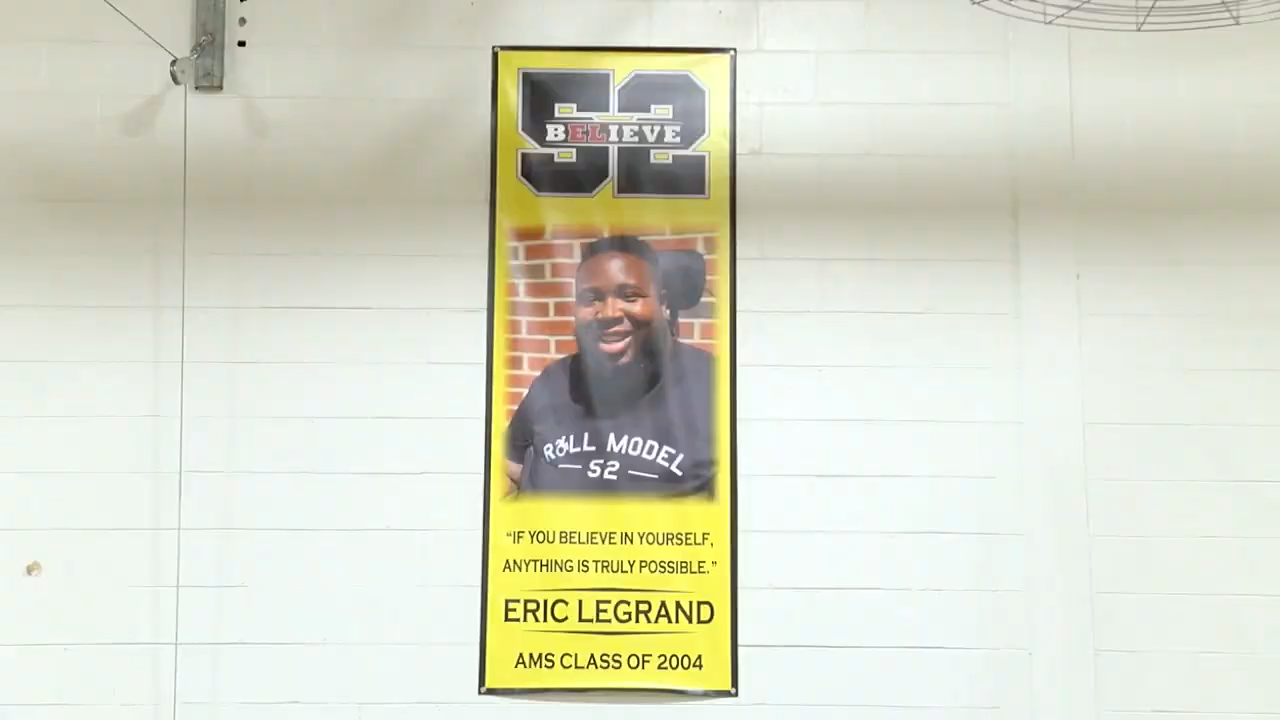 52
BELIEVE
ROLL MODEL
52
“IF YOU BELIEVE IN YOURSELF,
ANYTHING IS TRULY POSSIBLE.”
ERIC LEGRAND
AMS CLASS OF 2004